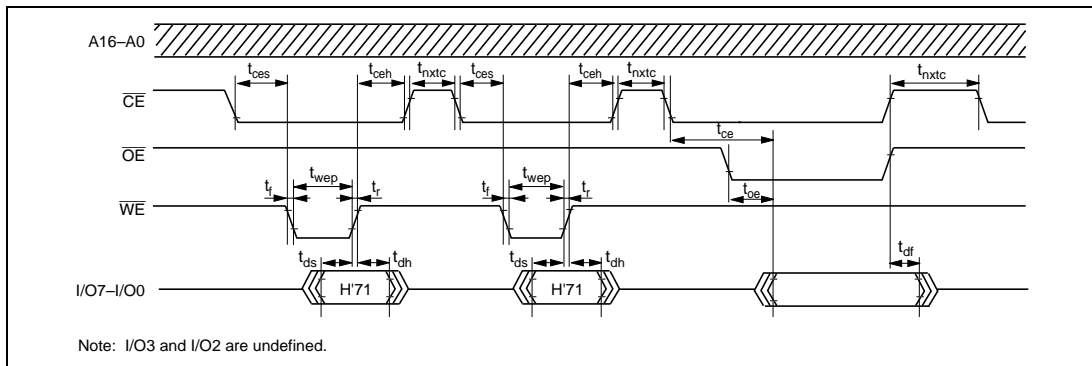 A16–A0
t_ces t_ceh t_nxtc t_ces t_ceh t_nxtc t_nxtc
CE
t_ce
OE
t_f t_wep t_r t_f t_wep t_r t_oe
WE
t_ds t_dh t_ds t_dh t_df
I/O7–I/O0 H'71 H'71
Note: I/O3 and I/O2 are undefined.